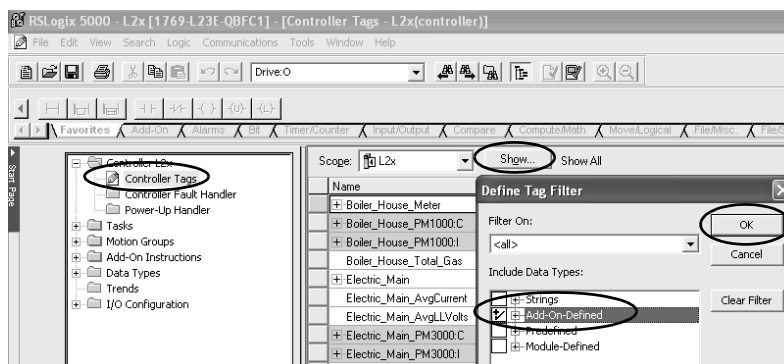 RSLogix 5000 - L2x [1769-L23E-QBFC1] - [Controller Tags - L2x(controller)]
File Edit View Search Logic Communications Tools Window Help
Drive:O
Favorites Add-On Alarms Bit Timer/Counter Input/Output Compare Compute/Math Move/Logical File/Misc.
Start Page
Controller L2x
Controller Tags
Controller Fault Handler
Power-Up Handler
Tasks
Motion Groups
Add-On Instructions
Data Types
Trends
I/O Configuration
Scope: L2x Show... Show All
Name
Boiler_House_Meter
Boiler_House_PM1000:C
Boiler_House_PM1000:I
Boiler_House_Total_Gas
Electric_Main
Electric_Main_AvgCurrent
Electric_Main_AvgLLVolts
Electric_Main_PM3000:C
Electric_Main_PM3000:I
Define Tag Filter
Filter On:
<all>
Include Data Types:
Strings
Add-On-Defined
Predefined
Module-Defined
OK
Cancel
Clear Filter